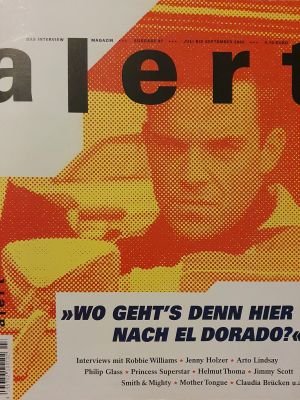 DAS INTERVIEW MAGAZIN
alert
»WO GEHT'S DENN HIER
NACH EL DORADO?«
Interviews mit Robbie Williams • Jenny Holzer • Arto Lindsay
Philip Glass • Princess Superstar • Helmut Thoma • Jimmy Scott
Smith & Mighty • Mother Tongue • Claudia Brücken u.a.
alert